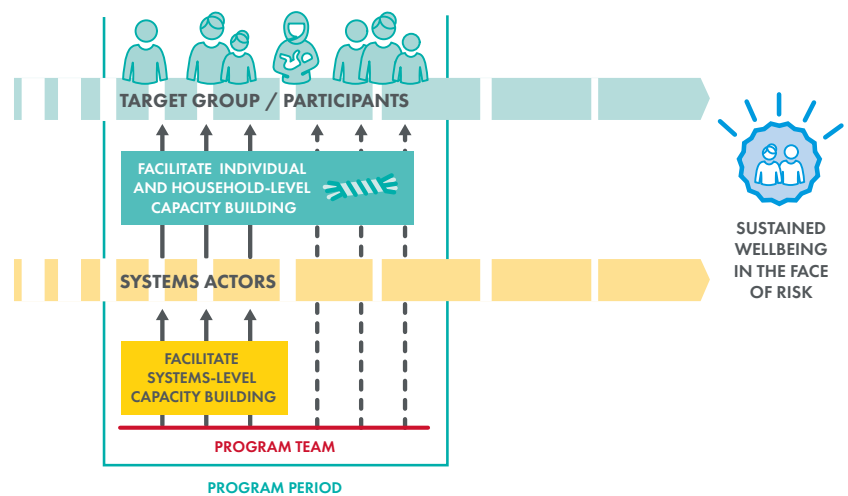 TARGET GROUP / PARTICIPANTS
FACILITATE INDIVIDUAL
AND HOUSEHOLD-LEVEL
CAPACITY BUILDING
SYSTEMS ACTORS
FACILITATE
SYSTEMS-LEVEL
CAPACITY BUILDING
PROGRAM TEAM
PROGRAM PERIOD
SUSTAINED
WELLBEING
IN THE FACE
OF RISK